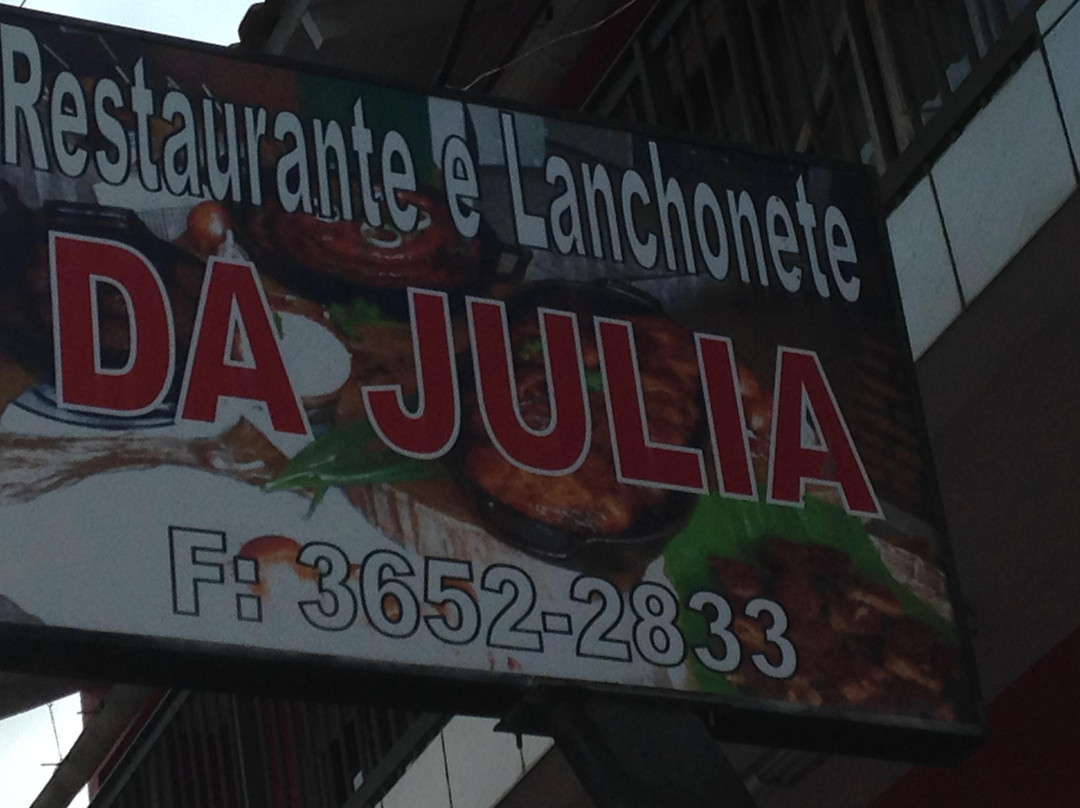 Restaurante e Lanchonete
DA JULIA
F: 3652-2833